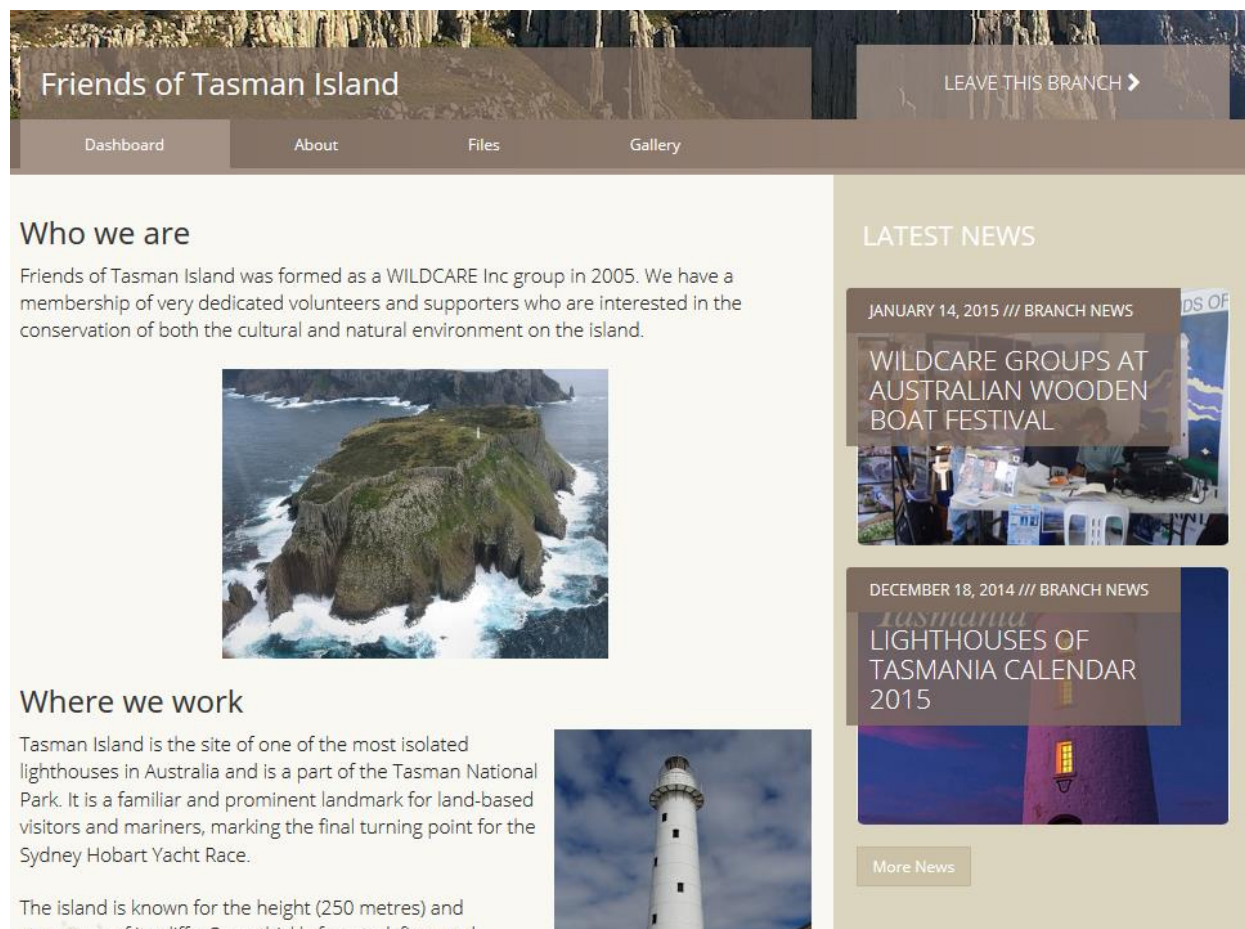 Friends of Tasman Island
LEAVE THIS BRANCH
Dashboard
About
Files
Gallery
Who we are
Friends of Tasman Island was formed as a WILDCARE Inc group in 2005. We have a
membership of very dedicated volunteers and supporters who are interested in the
conservation of both the cultural and natural environment on the island.
Where we work
Tasman Island is the site of one of the most isolated
lighthouses in Australia and is a part of the Tasman National
Park. It is a familiar and prominent landmark for land-based
visitors and mariners, marking the final turning point for the
Sydney Hobart Yacht Race.
The island is known for the height (250 metres) and
LATEST NEWS
JANUARY 14, 2015 /// BRANCH NEWS
DS OF
WILDCARE GROUPS AT
AUSTRALIAN WOODEN
BOAT FESTIVAL
DECEMBER 18, 2014 /// BRANCH NEWS
Tasmania
LIGHTHOUSES OF
TASMANIA CALENDAR
2015
More News